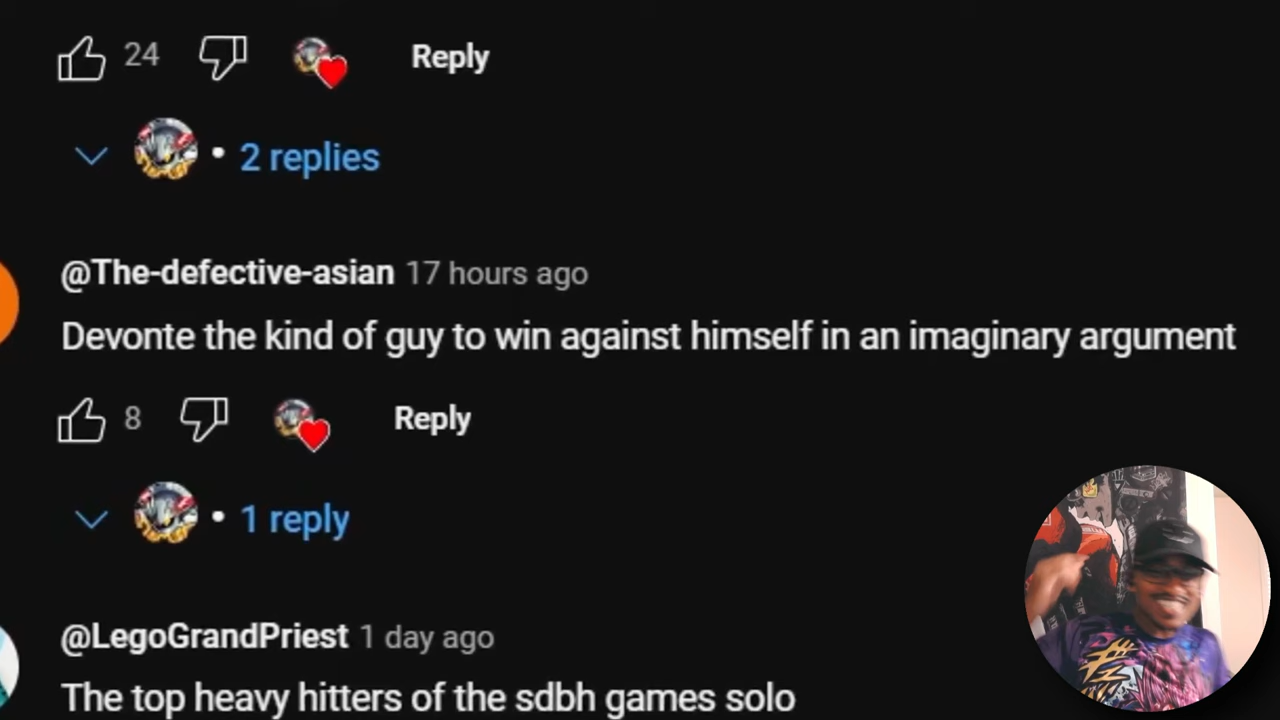 24 Reply
2 replies
@The-defective-asian 17 hours ago
Devonte the kind of guy to win against himself in an imaginary argument
8 Reply
1 reply
@LegoGrandPriest 1 day ago
The top heavy hitters of the sdbh games solo